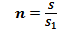 n = s/s₁